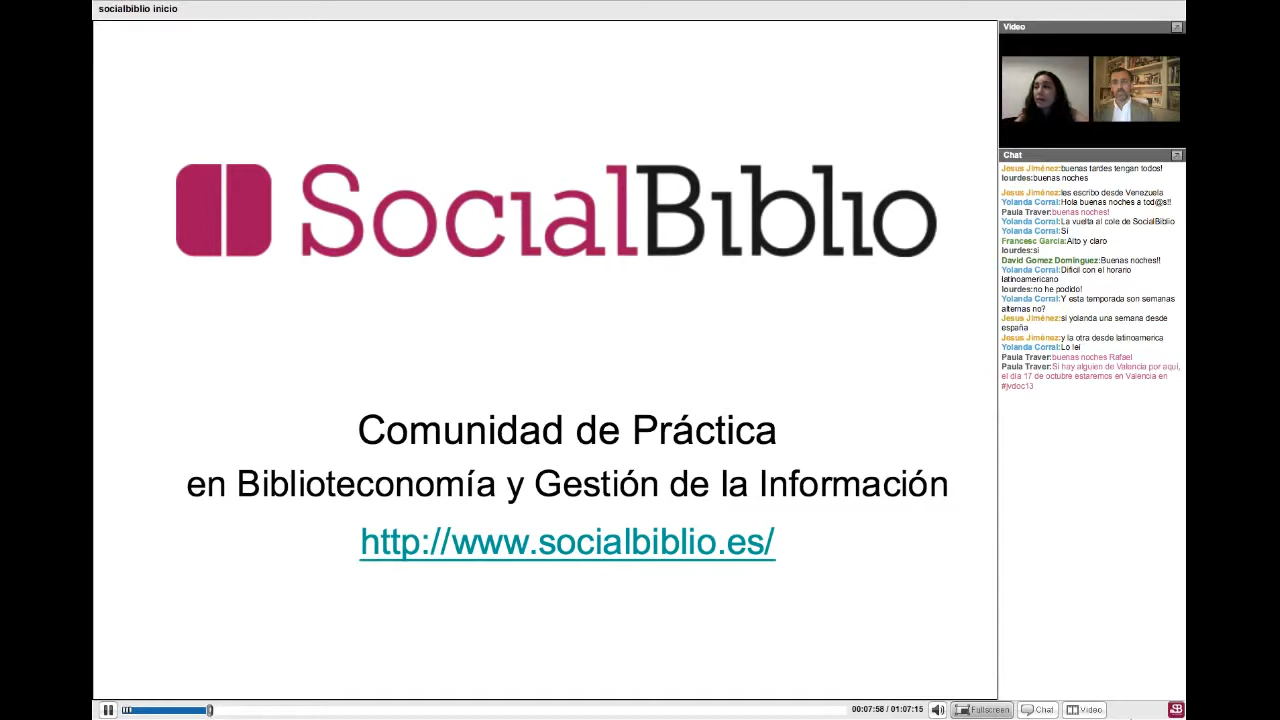 socialbiblio inicio
SocialBiblio
Comunidad de Práctica
en Biblioteconomía y Gestión de la Información
http://www.socialbiblio.es/
Video
Chat
Jesus Jiménez:buenas tardes tengan todos!
lourdes:buenas noches
Jesus Jiménez:les escribo desde Venezuela
Yolanda Corral:Hola buenas noches a tod@s!!
Paula Traver:buenas noches!
Yolanda Corral:La vuelta al cole de SocialBiblio
Yolanda Corral:Sí
Francesc García:Alto y claro
lourdes:si
David Gomez Dominguez:Buenas noches!!
Yolanda Corral:Difícil con el horario
latinoamericano
lourdes:no he podido!
Yolanda Corral:Y esta temporada son semanas
alternas no?
Jesus Jiménez:si yolanda una semana desde
españa
Jesus Jiménez:y la otra desde latinoamerica
Yolanda Corral:Lo leí
Paula Traver:buenas noches Rafael
Paula Traver:Si hay alguien de Valencia por aquí,
el día 17 de octubre estaremos en Valencia en
#jvdoc13
00:07:58 / 01:07:15
Fullscreen
Chat
Video
SB